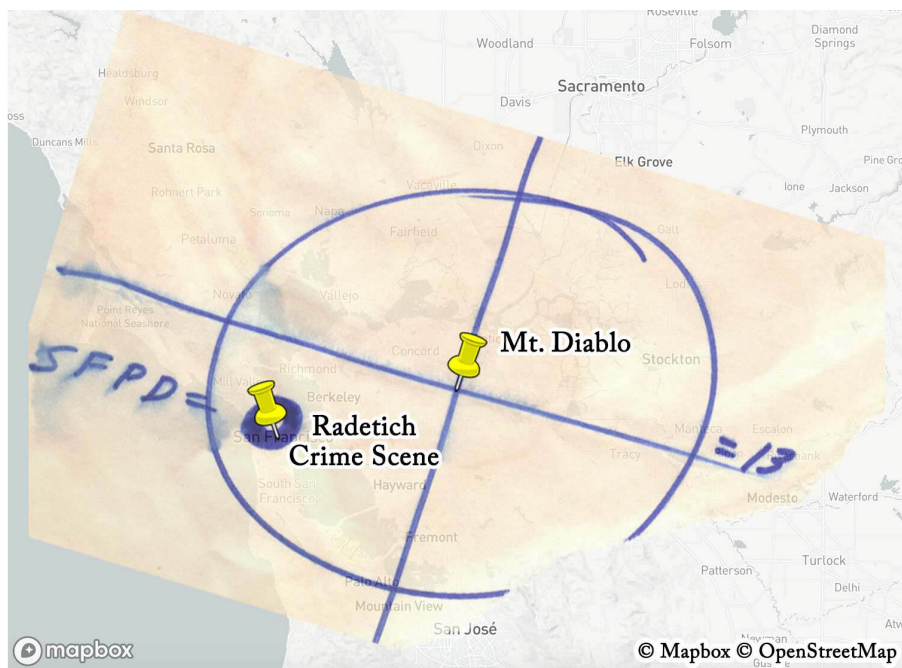 Roseville
Woodland
Folsom
Diamond
Springs
Healdsburg
Sacramento
Windsor
Davis
Duncans Mills
Plymouth
Santa Rosa
Dixon
Elk Grove
Pine Gro
Rohnert Park
Vacaville
Ione
Jackson
Sonoma
Napa
Petaluma
Fairfield
Galt
Lodi
Novato
Vallejo
Point Reyes
National Seashore
Mt. Diablo
Concord
Stockton
SFPD=
Richmond
Mill Val
Berkeley
Radetich
Crime Scene
San Francisco
Manteca
Escalon
=13
Tracy
South San
Francisco
Hayward
Modesto
Waterford
Fremont
Turlock
Patterson
Palo Alto
Delhi
Mountain View
San José
Newman
mapbox
© Mapbox © OpenStreetMap